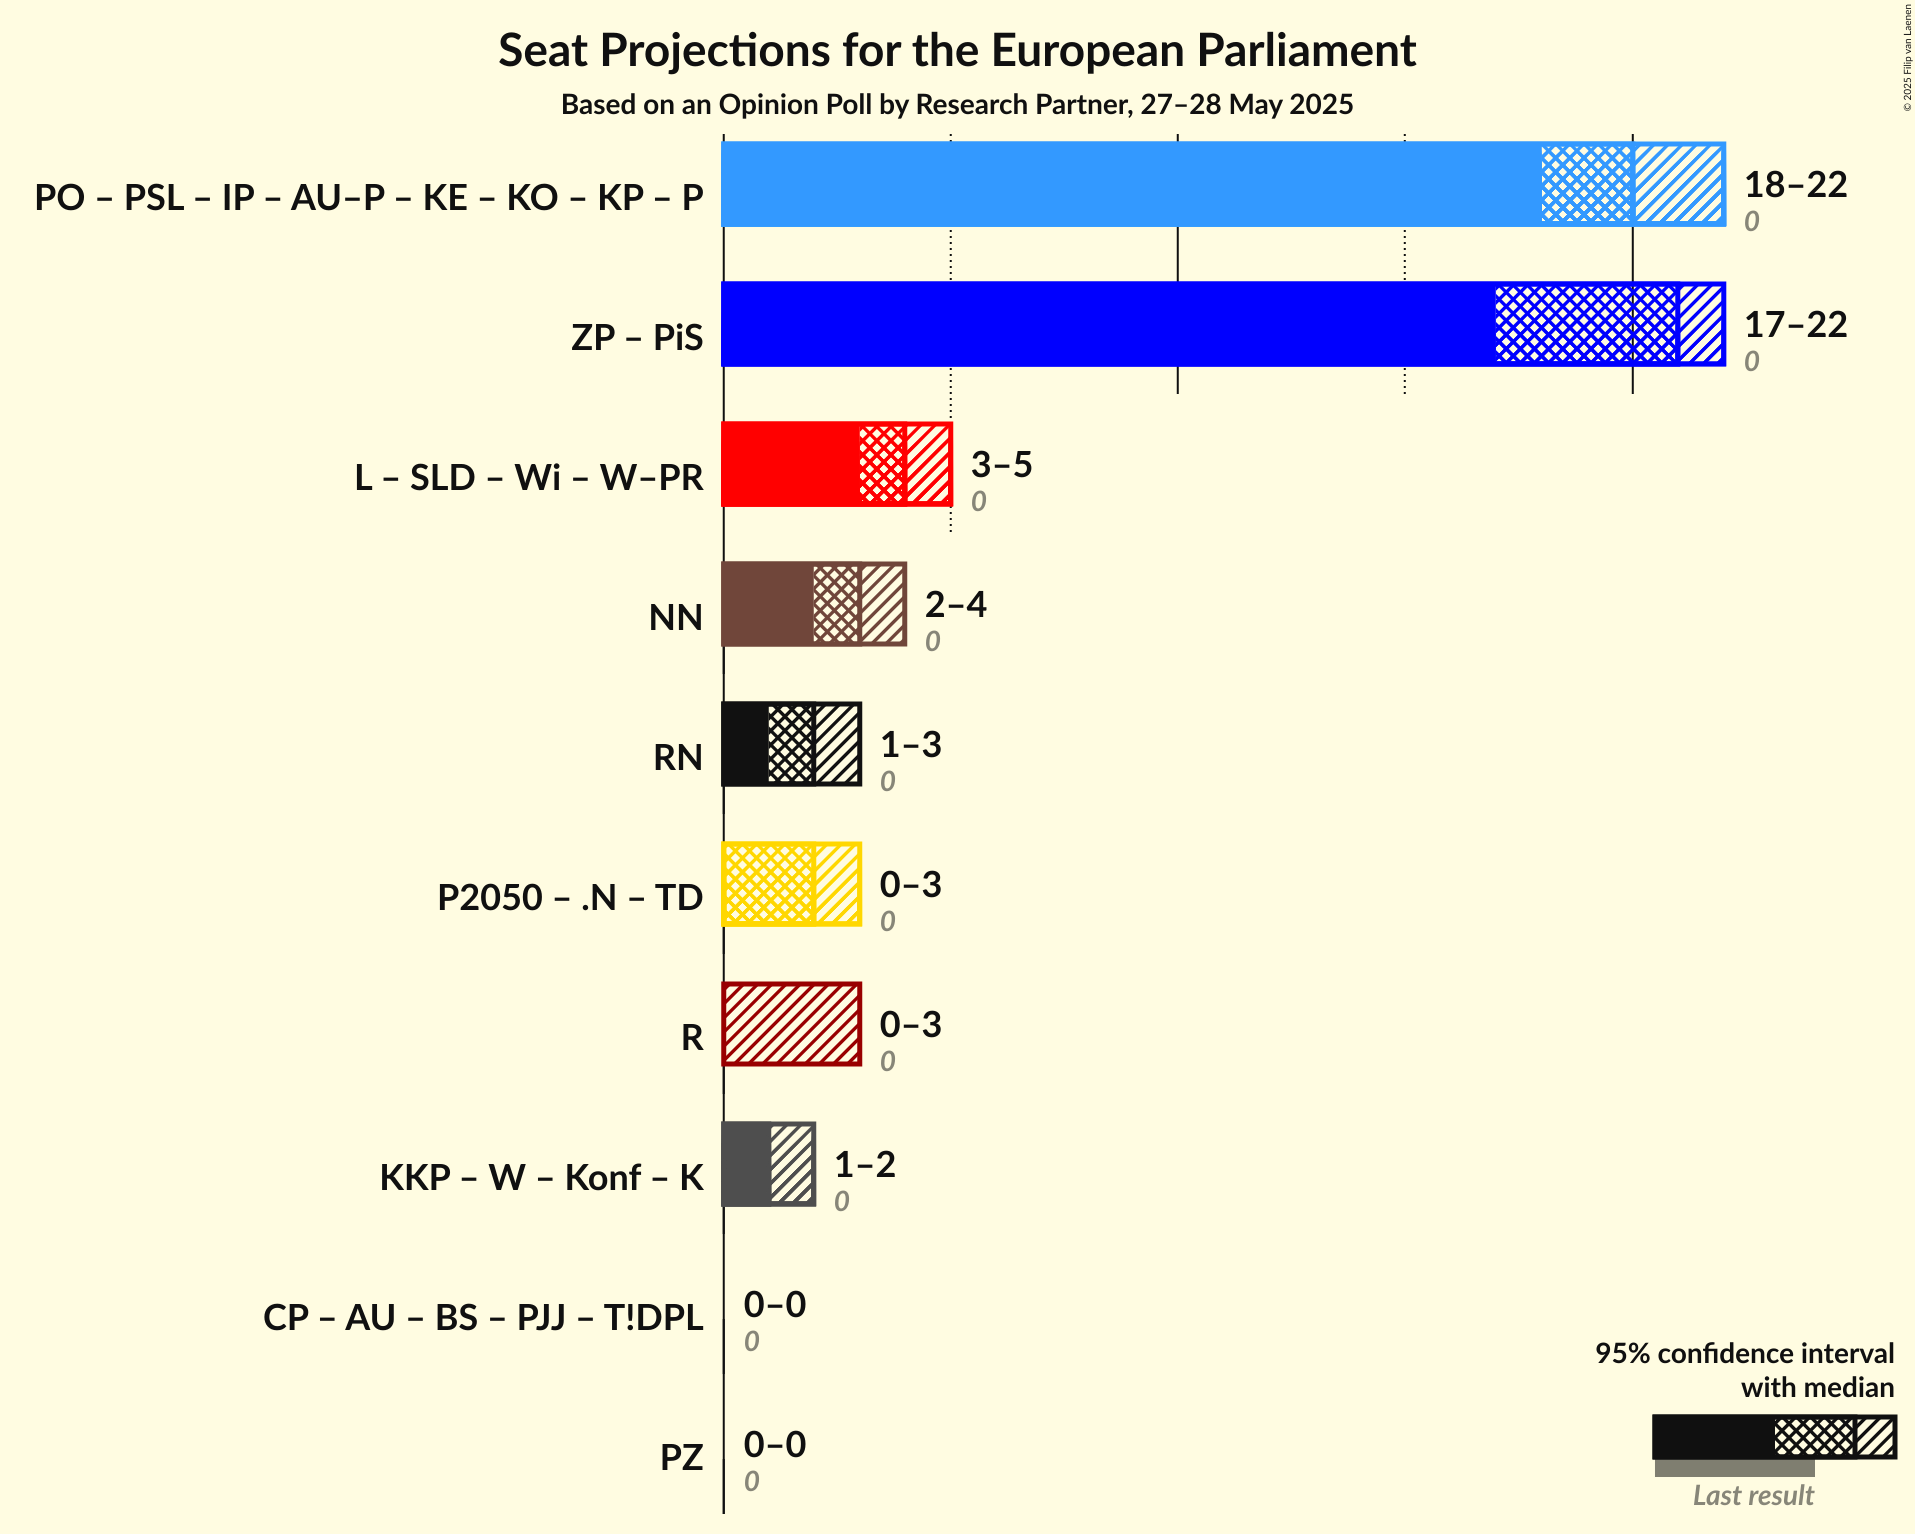 Seat Projections for the European Parliament
Based on an Opinion Poll by Research Partner, 27–28 May 2025
© 2025 Filip van Laenen
PO – PSL – IP – AU–P – KE – KO – KP – P
18–22
0
ZP – PiS
17–22
0
L – SLD – Wi – W–PR
3–5
0
NN
2–4
0
RN
1–3
0
P2050 – .N – TD
0–3
0
R
0–3
0
KKP – W – Konf – K
1–2
0
CP – AU – BS – PJJ – T!DPL
0–0
0
PZ
0–0
0
95% confidence interval
with median
Last result